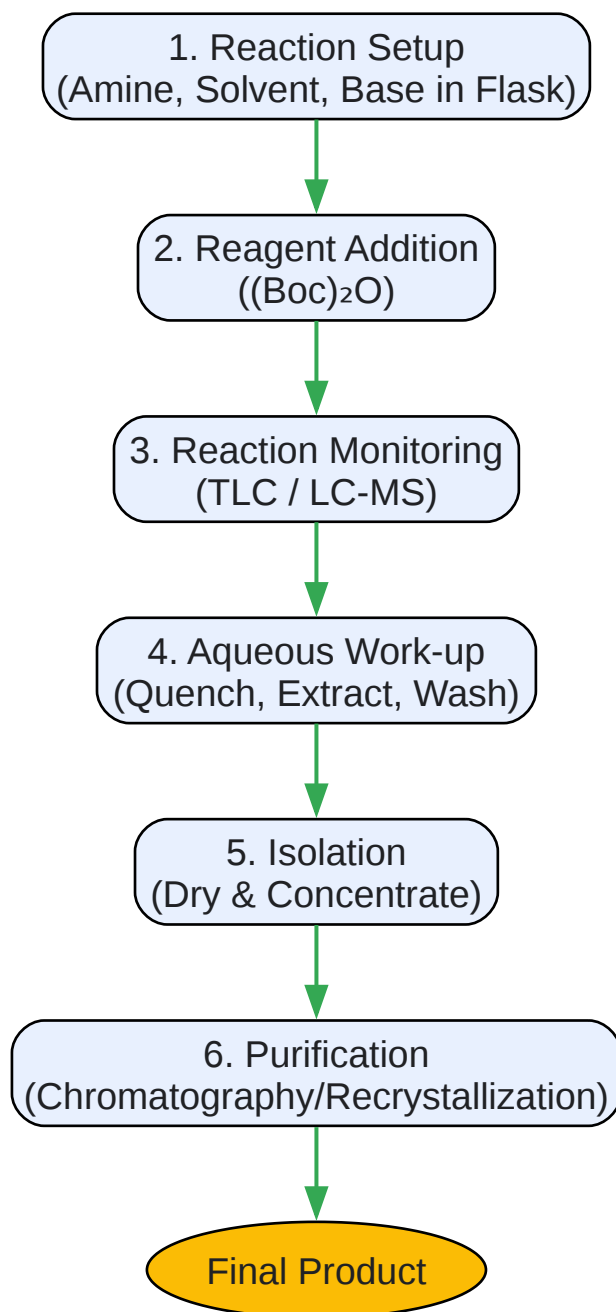 1. Reaction Setup
(Amine, Solvent, Base in Flask)
2. Reagent Addition
((Boc)₂O)
3. Reaction Monitoring
(TLC / LC-MS)
4. Aqueous Work-up
(Quench, Extract, Wash)
5. Isolation
(Dry & Concentrate)
6. Purification
(Chromatography/Recrystallization)
Final Product